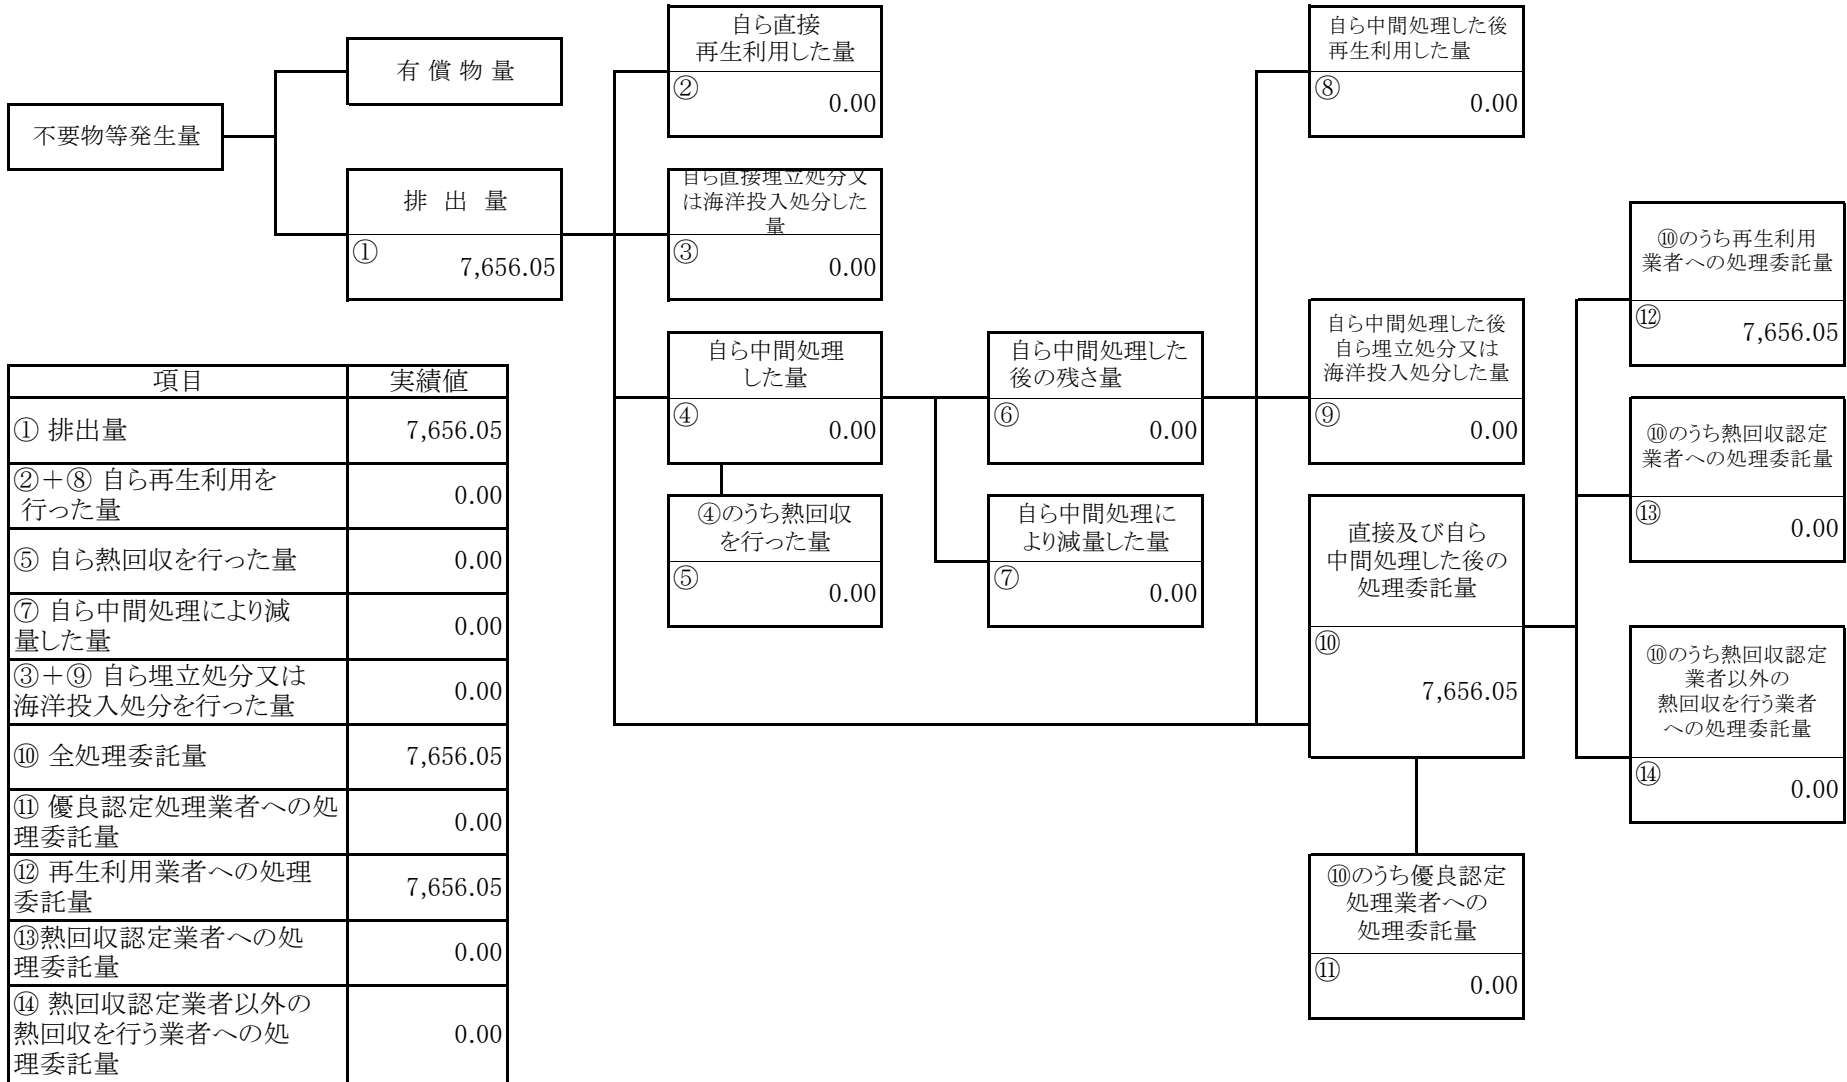 不要物等発生量
有 償 物 量
排 出 量
①
7,656.05
自ら直接
再生利用した量
②
0.00
自ら直接埋立処分又
は海洋投入処分した
量
③
0.00
自ら中間処理
した量
④
0.00
④のうち熱回収
を行った量
⑤
0.00
自ら中間処理した
後の残さ量
⑥
0.00
自ら中間処理に
より減量した量
⑦
0.00
自ら中間処理した後
再生利用した量
⑧
0.00
自ら中間処理した後
自ら埋立処分又は
海洋投入処分した量
⑨
0.00
直接及び自ら
中間処理した後の
処理委託量
⑩
7,656.05
⑩のうち優良認定
処理業者への
処理委託量
⑪
0.00
⑩のうち再生利用
業者への処理委託量
⑫
7,656.05
⑩のうち熱回収認定
業者への処理委託量
⑬
0.00
⑩のうち熱回収認定
業者以外の
熱回収を行う業者
への処理委託量
⑭
0.00
項目 実績値
① 排出量 7,656.05
②＋⑧ 自ら再生利用を
行った量 0.00
⑤ 自ら熱回収を行った量 0.00
⑦ 自ら中間処理により減
量した量 0.00
③＋⑨ 自ら埋立処分又は
海洋投入処分を行った量 0.00
⑩ 全処理委託量 7,656.05
⑪ 優良認定処理業者への処
理委託量 0.00
⑫ 再生利用業者への処理
委託量 7,656.05
⑬熱回収認定業者への処
理委託量 0.00
⑭ 熱回収認定業者以外の
熱回収を行う業者への処
理委託量 0.00